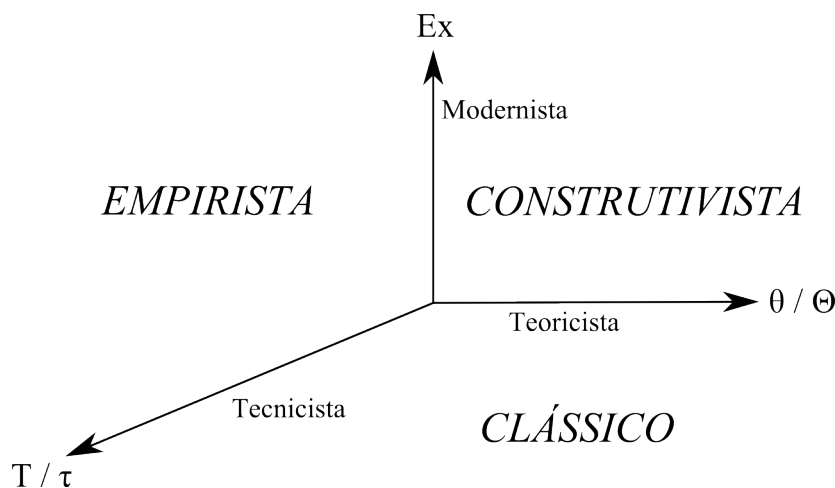 Ex
Modernista
EMPIRISTA
CONSTRUTIVISTA
θ / Θ
Teoricista
Tecnicista
CLÁSSICO
T / τ